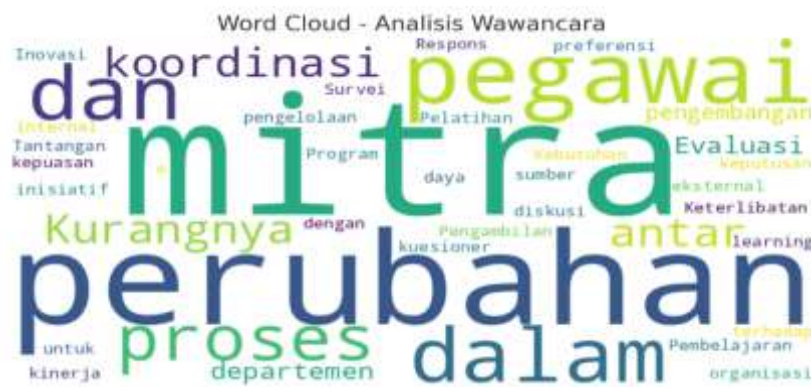 Word Cloud - Analisis Wawancara
Inovasi koordinasi Respons preferensi
dan Survei pegawai
internal pengelolaan Pelatihan pengembangan
Tantangan mitra Evaluasi
kepuasan Program Kebutuhan keputusan
inisiatif daya sumber eksternal
diskusi Keterlibatan
Kurangnya dengan Pengambilan antar learning
kuesioner
perubahan
proses dalam terhadap
untuk Pembelajaran
kinerja departemen organisasi